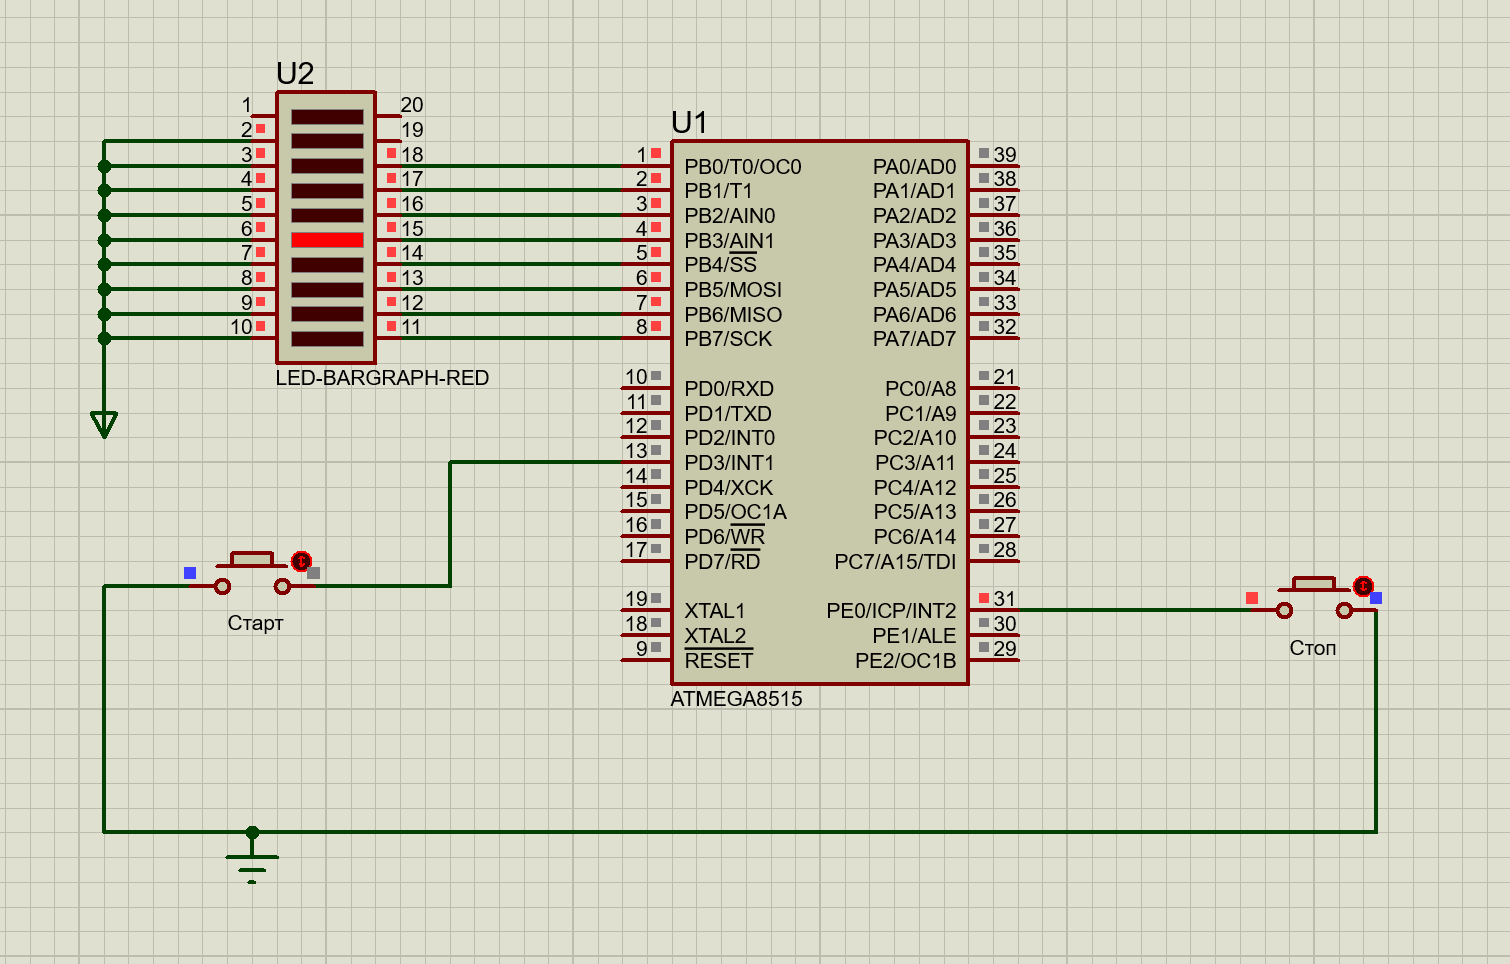 U2
1
2
3
4
5
6
7
8
9
10
20
19
18
17
16
15
14
13
12
11
LED-BARGRAPH-RED
U1
1 PB0/T0/OC0 PA0/AD0 39
2 PB1/T1 PA1/AD1 38
3 PB2/AIN0 PA2/AD2 37
4 PB3/AIN1 PA3/AD3 36
5 PB4/SS PA4/AD4 35
6 PB5/MOSI PA5/AD5 34
7 PB6/MISO PA6/AD6 33
8 PB7/SCK PA7/AD7 32
10 PD0/RXD PC0/A8 21
11 PD1/TXD PC1/A9 22
12 PD2/INT0 PC2/A10 23
13 PD3/INT1 PC3/A11 24
14 PD4/XCK PC4/A12 25
15 PD5/OC1A PC5/A13 26
16 PD6/WR PC6/A14 27
17 PD7/RD PC7/A15/TDI 28
19 XTAL1 PE0/ICP/INT2 31
18 XTAL2 PE1/ALE 30
9 RESET PE2/OC1B 29
ATMEGA8515
Старт
Стоп